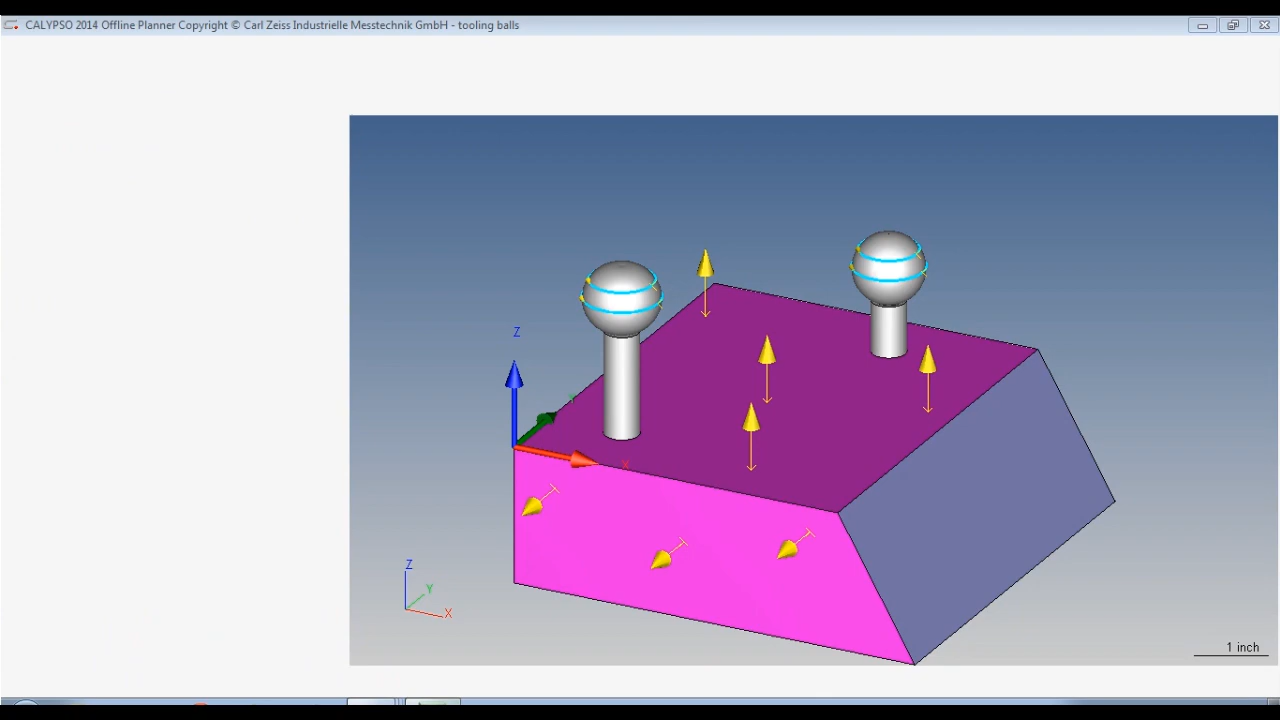 CALYPSO 2014 Offline Planner Copyright © Carl Zeiss Industrielle Messtechnik GmbH - tooling balls
Z
Y
X
Z
Y
X
1 inch